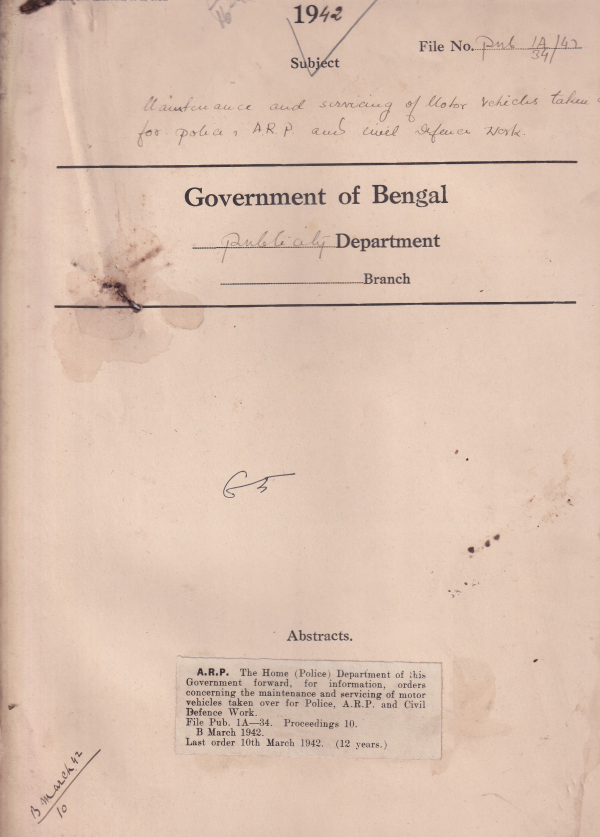 1942
File No. Pub 1A/42
34/
Subject
Maintenance and servicing of Motor vehicles taken
for police, A.R.P. and civil Defence Work.
Government of Bengal
Publicity Department
Branch
65
Abstracts.
A.R.P. The Home (Police) Department of this
Government forward, for information, orders
concerning the maintenance and servicing of motor
vehicles taken over for Police, A.R.P. and Civil
Defence Work.
File Pub. 1A—34. Proceedings 10.
B March 1942.
Last order 10th March 1942. (12 years.)
B March 42
10